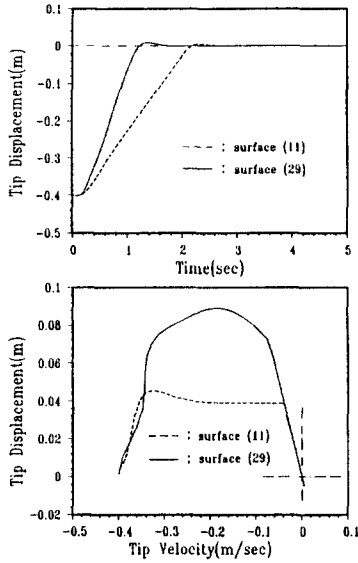 0.1
0
-0.1
-0.2
-0.3
-0.4
-0.5
Tip Displacement(m)
--- : surface (11)
— : surface (29)
0 1 2 3 4 5
Time(sec)
0.1
0.08
0.06
0.04
0.02
0
-0.02
Tip Displacement(m)
---- : surface (11)
— : surface (29)
-0.5 -0.4 -0.3 -0.2 -0.1 0 0.1
Tip Velocity(m/sec)